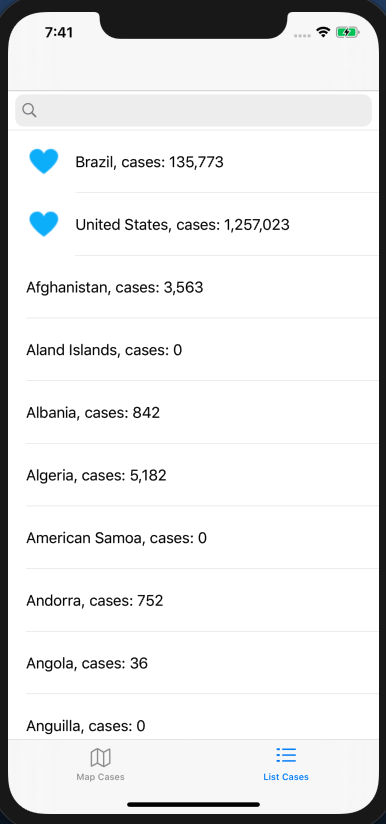 7:41
Brazil, cases: 135,773
United States, cases: 1,257,023
Afghanistan, cases: 3,563
Aland Islands, cases: 0
Albania, cases: 842
Algeria, cases: 5,182
American Samoa, cases: 0
Andorra, cases: 752
Angola, cases: 36
Anguilla, cases: 0
Map Cases
List Cases